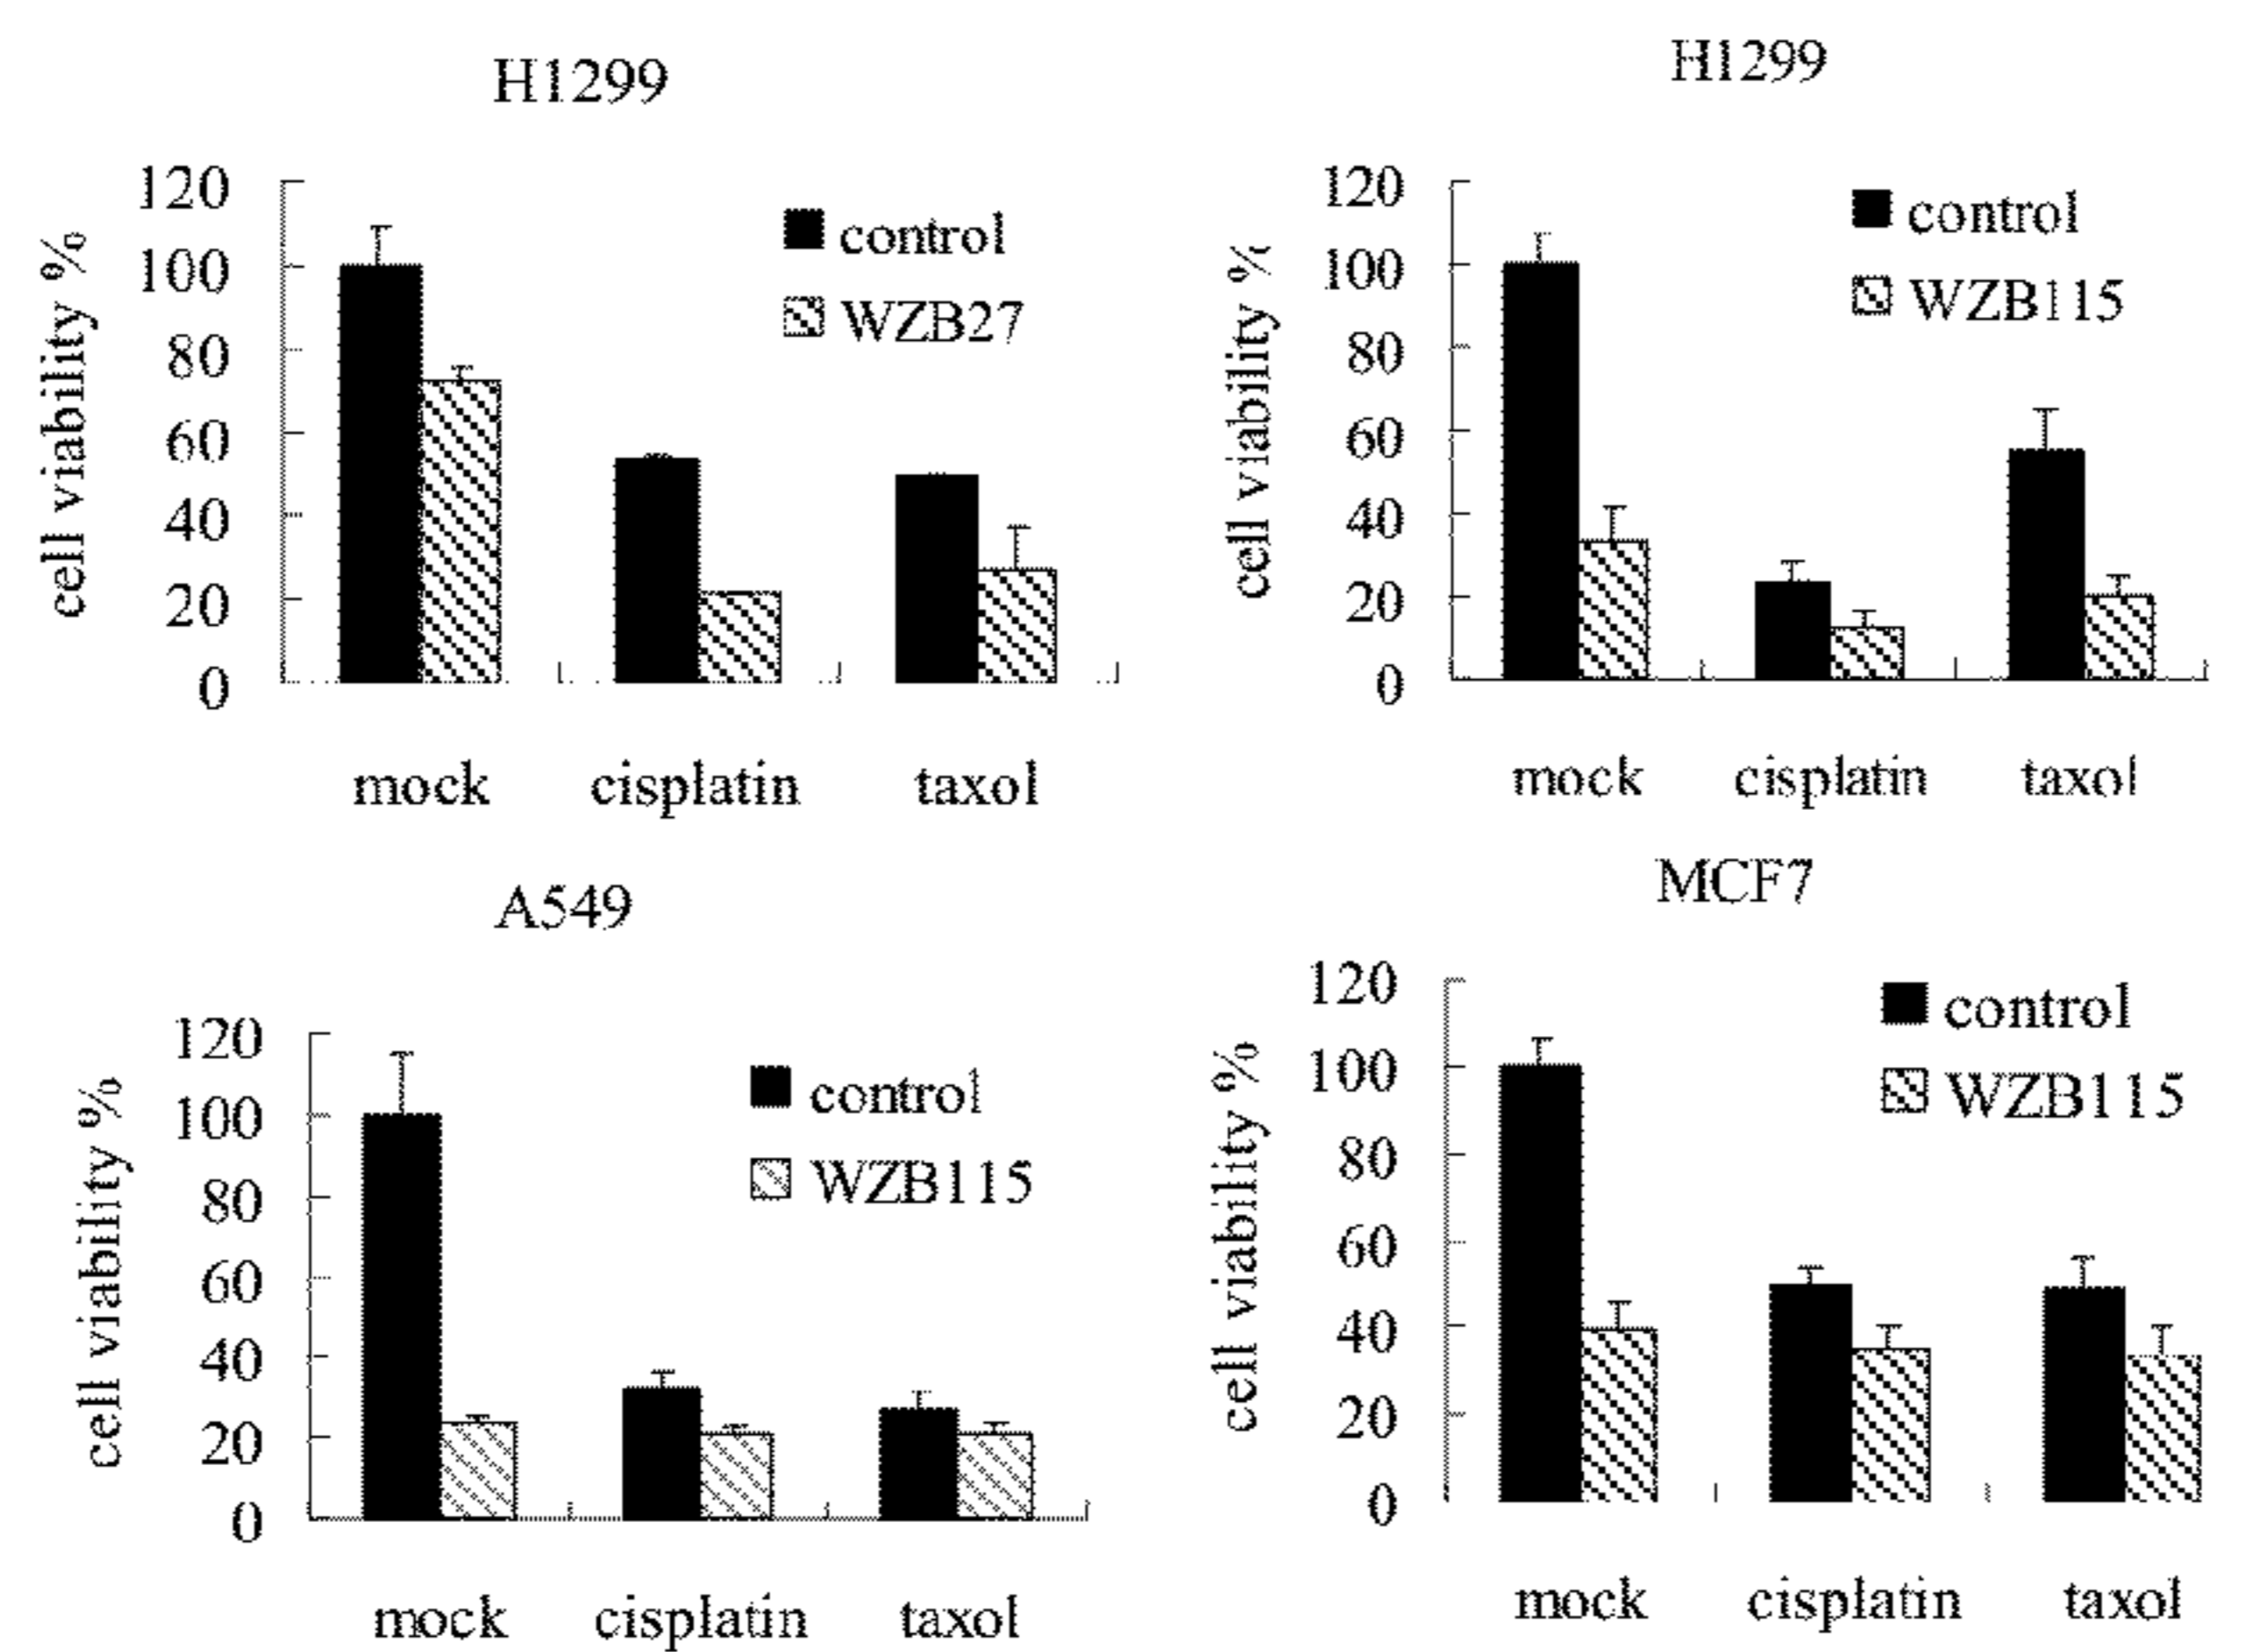 H1299
120
100
80
60
40
20
0
cell viability %
control
WZB27
mock cisplatin taxol
H1299
120
100
80
60
40
20
0
cell viability %
control
WZB115
mock cisplatin taxol
A549
120
100
80
60
40
20
0
cell viability %
control
WZB115
mock cisplatin taxol
MCF7
120
100
80
60
40
20
0
cell viability %
control
WZB115
mock cisplatin taxol